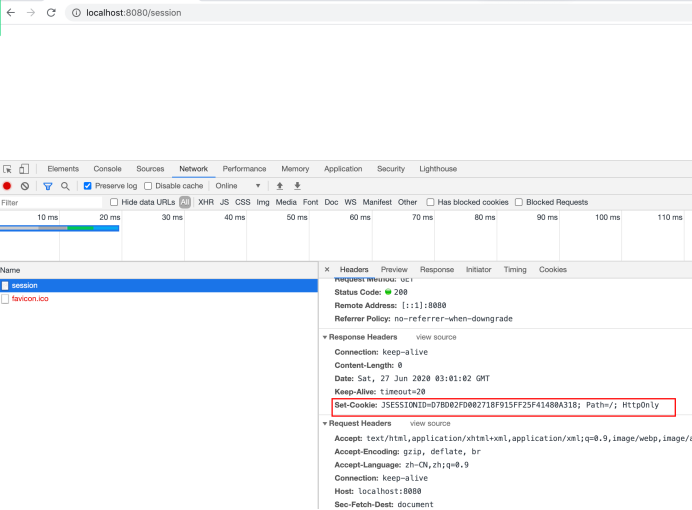 localhost:8080/session
Elements Console Sources Network Performance Memory Application Security Lighthouse
Preserve log Disable cache Online
Filter Hide data URLs All XHR JS CSS Img Media Font Doc WS Manifest Other Has blocked cookies Blocked Requests
10 ms 20 ms 30 ms 40 ms 50 ms 60 ms 70 ms 80 ms 90 ms 100 ms 110 ms
Name
session
favicon.ico
× Headers Preview Response Initiator Timing Cookies
Request Method: GET
Status Code: 200
Remote Address: [::1]:8080
Referrer Policy: no-referrer-when-downgrade
Response Headers view source
Connection: keep-alive
Content-Length: 0
Date: Sat, 27 Jun 2020 03:01:02 GMT
Keep-Alive: timeout=20
Set-Cookie: JSESSIONID=D7BD02FD002718F915FF25F41480A318; Path=/; HttpOnly
Request Headers view source
Accept: text/html,application/xhtml+xml,application/xml;q=0.9,image/webp,image/a
Accept-Encoding: gzip, deflate, br
Accept-Language: zh-CN,zh;q=0.9
Connection: keep-alive
Host: localhost:8080
Sec-Fetch-Dest: document